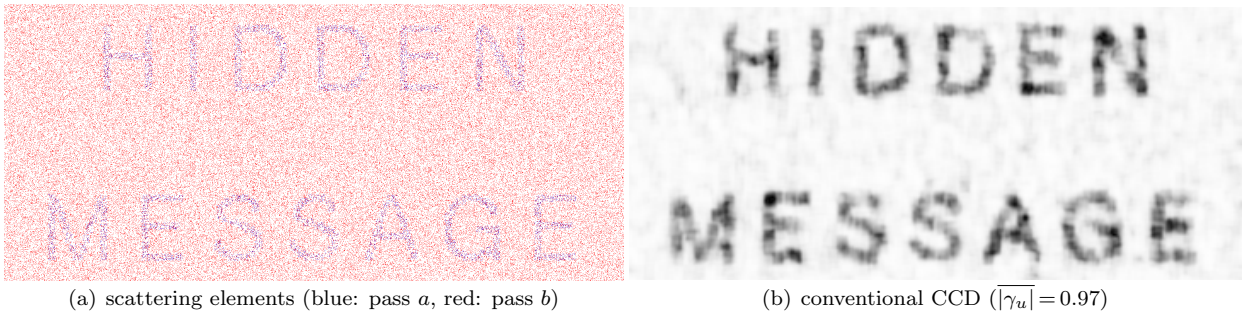 HIDDEN
MESSAGE
(a) scattering elements (blue: pass a, red: pass b)
HIDDEN
MESSAGE
(b) conventional CCD (|γᵤ| = 0.97)